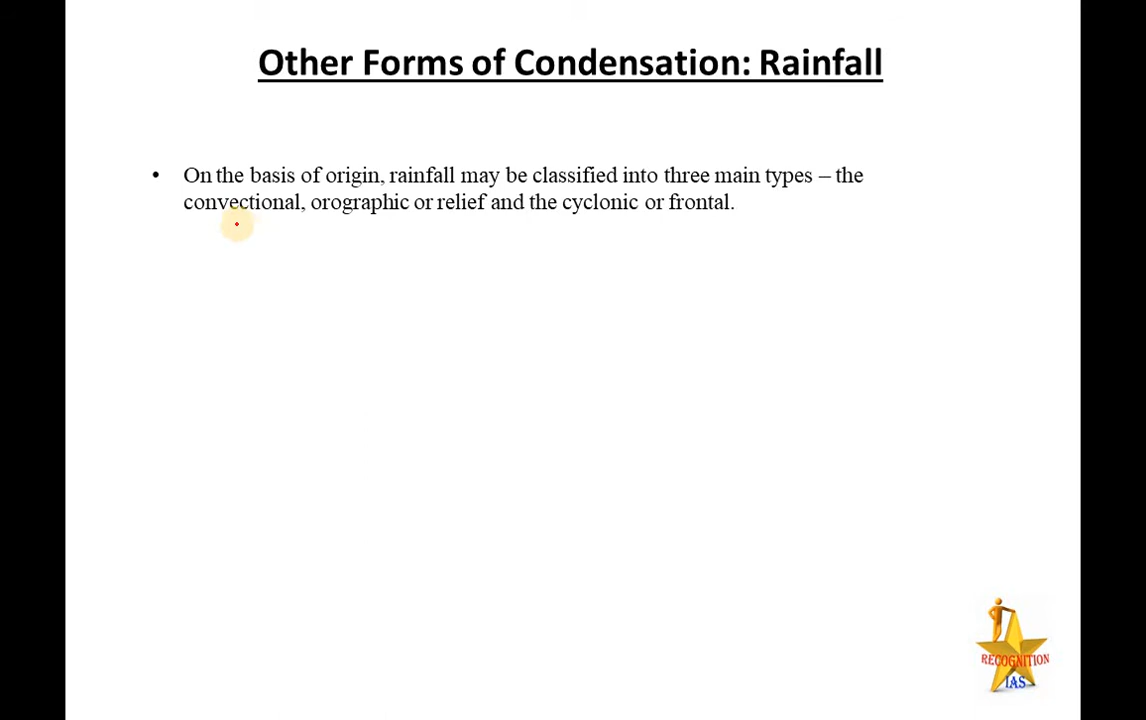 Other Forms of Condensation: Rainfall
• On the basis of origin, rainfall may be classified into three main types – the
convectional, orographic or relief and the cyclonic or frontal.
RECOGNITION
IAS